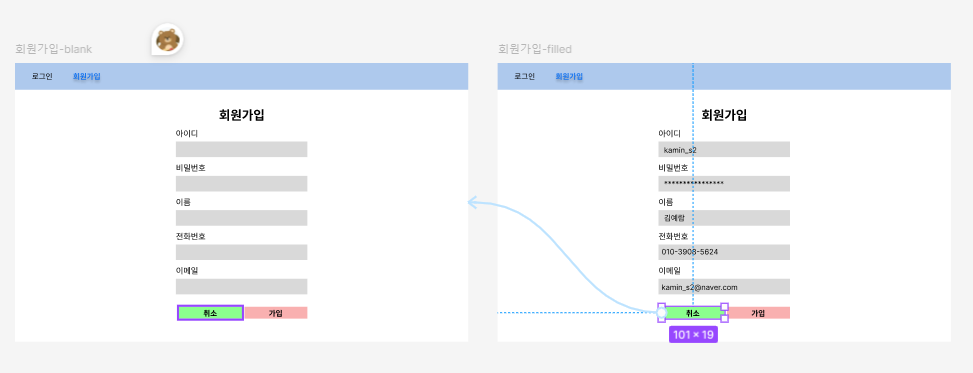 회원가입-blank
로그인 회원가입
회원가입
아이디
비밀번호
이름
전화번호
이메일
취소 가입
회원가입-filled
로그인 회원가입
회원가입
아이디
kamin_s2
비밀번호
****************
이름
김예람
전화번호
010-3908-5624
이메일
kamin_s2@naver.com
취소 가입
101 × 19